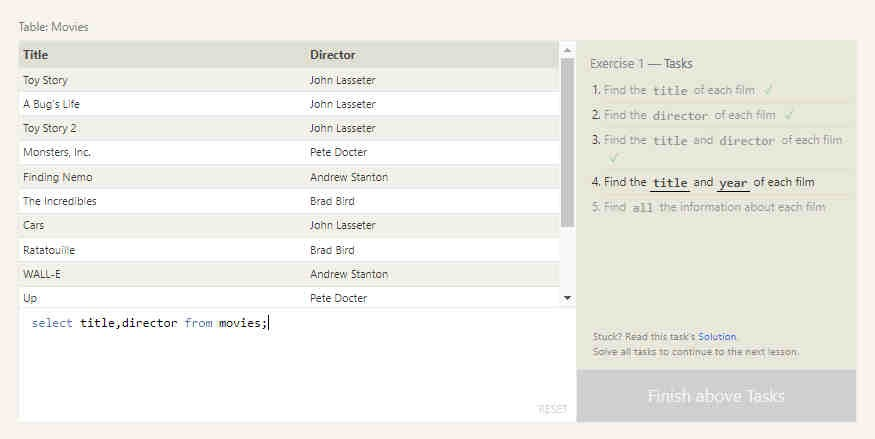 Table: Movies
Title Director
Toy Story John Lasseter
A Bug's Life John Lasseter
Toy Story 2 John Lasseter
Monsters, Inc. Pete Docter
Finding Nemo Andrew Stanton
The Incredibles Brad Bird
Cars John Lasseter
Ratatouille Brad Bird
WALL-E Andrew Stanton
Up Pete Docter
select title,director from movies;
RESET
Exercise 1 — Tasks
1. Find the title of each film ✓
2. Find the director of each film ✓
3. Find the title and director of each film
✓
4. Find the title and year of each film
5. Find all the information about each film
Stuck? Read this task's Solution.
Solve all tasks to continue to the next lesson.
Finish above Tasks